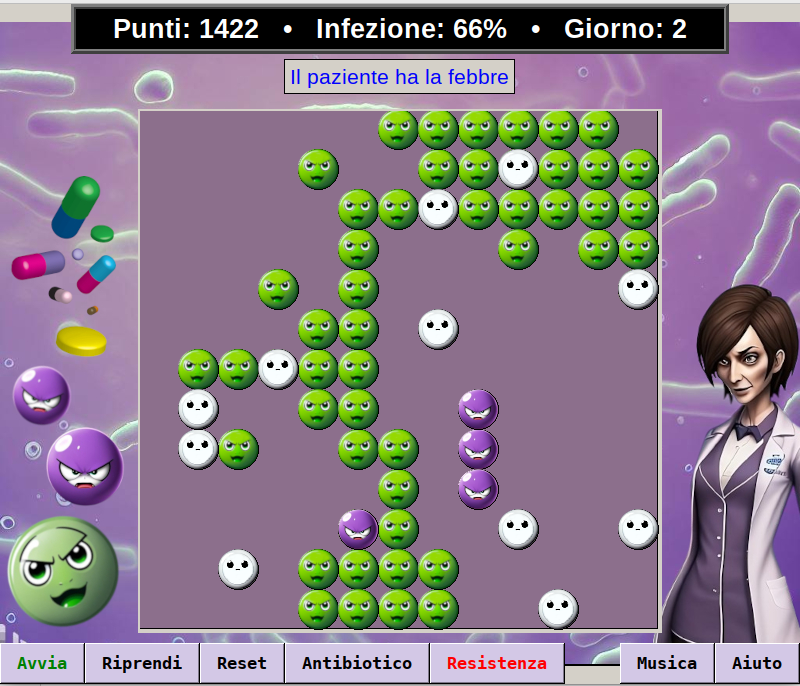 Punti: 1422 • Infezione: 66% • Giorno: 2
Il paziente ha la febbre
Avvia Riprendi Reset Antibiotico Resistenza Musica Aiuto